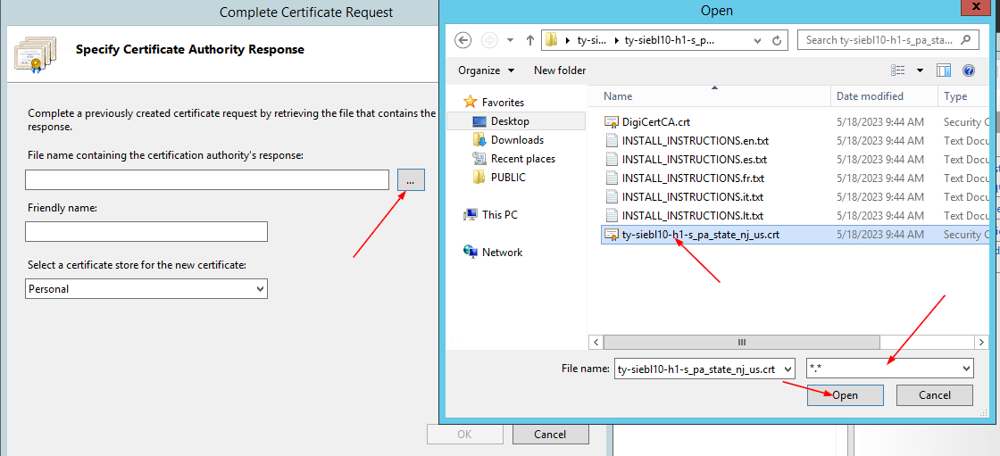 Complete Certificate Request
Specify Certificate Authority Response
Complete a previously created certificate request by retrieving the file that contains the
response.
File name containing the certification authority's response:
...
Friendly name:
Select a certificate store for the new certificate:
Personal
OK
Cancel
Open
x
ty-si...
ty-siebl10-h1-s_p...
Search ty-siebl10-h1-s_pa_sta...
Organize
New folder
Favorites
Desktop
Downloads
Recent places
PUBLIC
This PC
Network
Name
Date modified
Type
DigiCertCA.crt
5/18/2023 9:44 AM
Security C
INSTALL_INSTRUCTIONS.en.txt
5/18/2023 9:44 AM
Text Docu
INSTALL_INSTRUCTIONS.es.txt
5/18/2023 9:44 AM
Text Docu
INSTALL_INSTRUCTIONS.fr.txt
5/18/2023 9:44 AM
Text Docu
INSTALL_INSTRUCTIONS.it.txt
5/18/2023 9:44 AM
Text Docu
INSTALL_INSTRUCTIONS.lt.txt
5/18/2023 9:44 AM
Text Docu
ty-siebl10-h1-s_pa_state_nj_us.crt
5/18/2023 9:44 AM
Security C
File name:
ty-siebl10-h1-s_pa_state_nj_us.crt
*.*
Open
Cancel